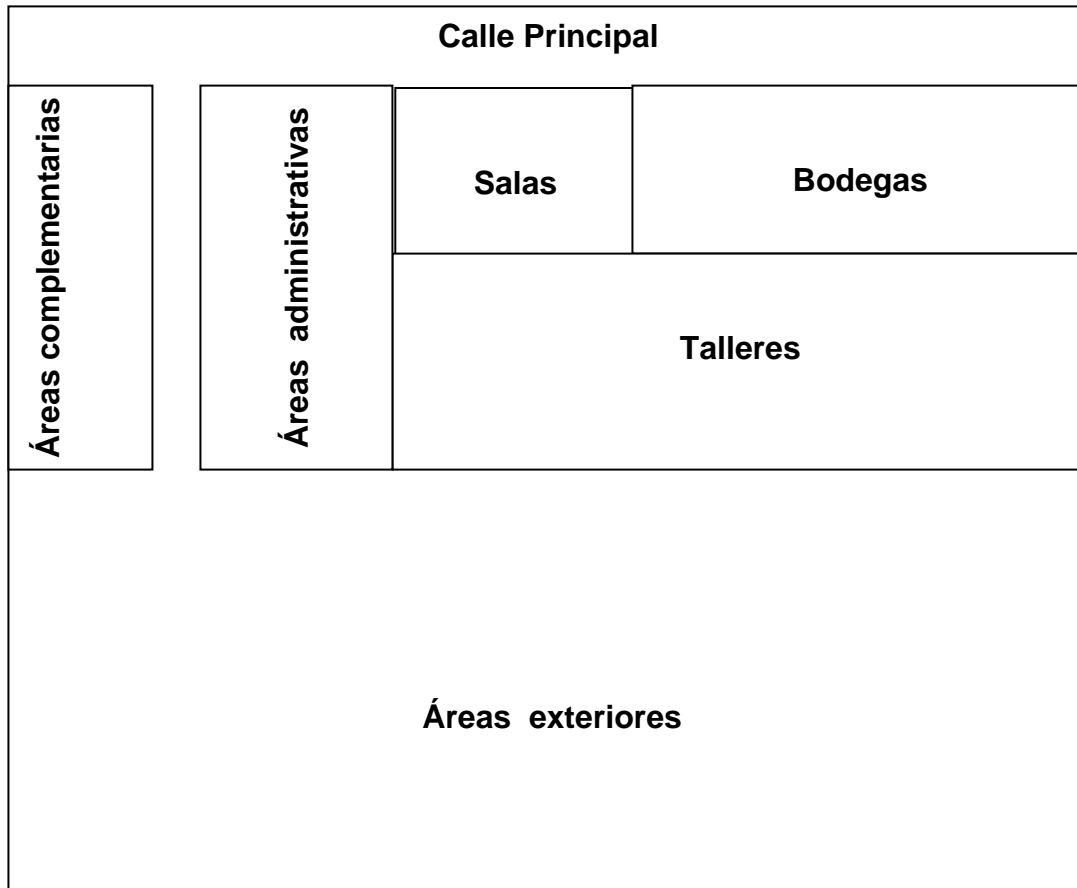 Calle Principal
Áreas complementarias
Áreas administrativas
Salas
Bodegas
Talleres
Áreas exteriores